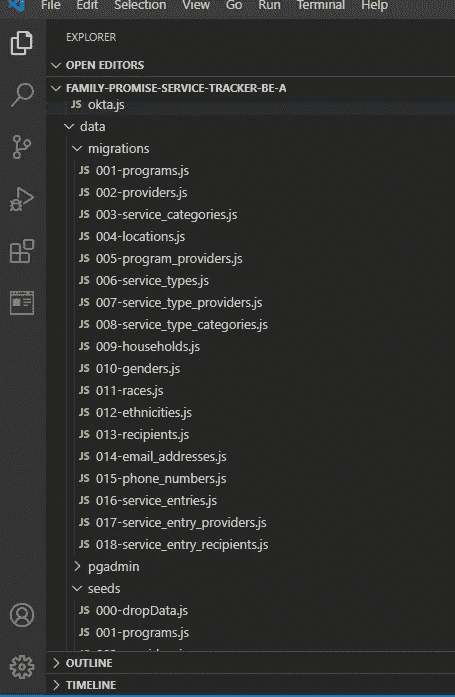 File Edit Selection View Go Run Terminal Help
EXPLORER
OPEN EDITORS
FAMILY-PROMISE-SERVICE-TRACKER-BE-A
JS okta.js
data
migrations
JS 001-programs.js
JS 002-providers.js
JS 003-service_categories.js
JS 004-locations.js
JS 005-program_providers.js
JS 006-service_types.js
JS 007-service_type_providers.js
JS 008-service_type_categories.js
JS 009-households.js
JS 010-genders.js
JS 011-races.js
JS 012-ethnicities.js
JS 013-recipients.js
JS 014-email_addresses.js
JS 015-phone_numbers.js
JS 016-service_entries.js
JS 017-service_entry_providers.js
JS 018-service_entry_recipients.js
pgadmin
seeds
JS 000-dropData.js
JS 001-programs.js
OUTLINE
TIMELINE